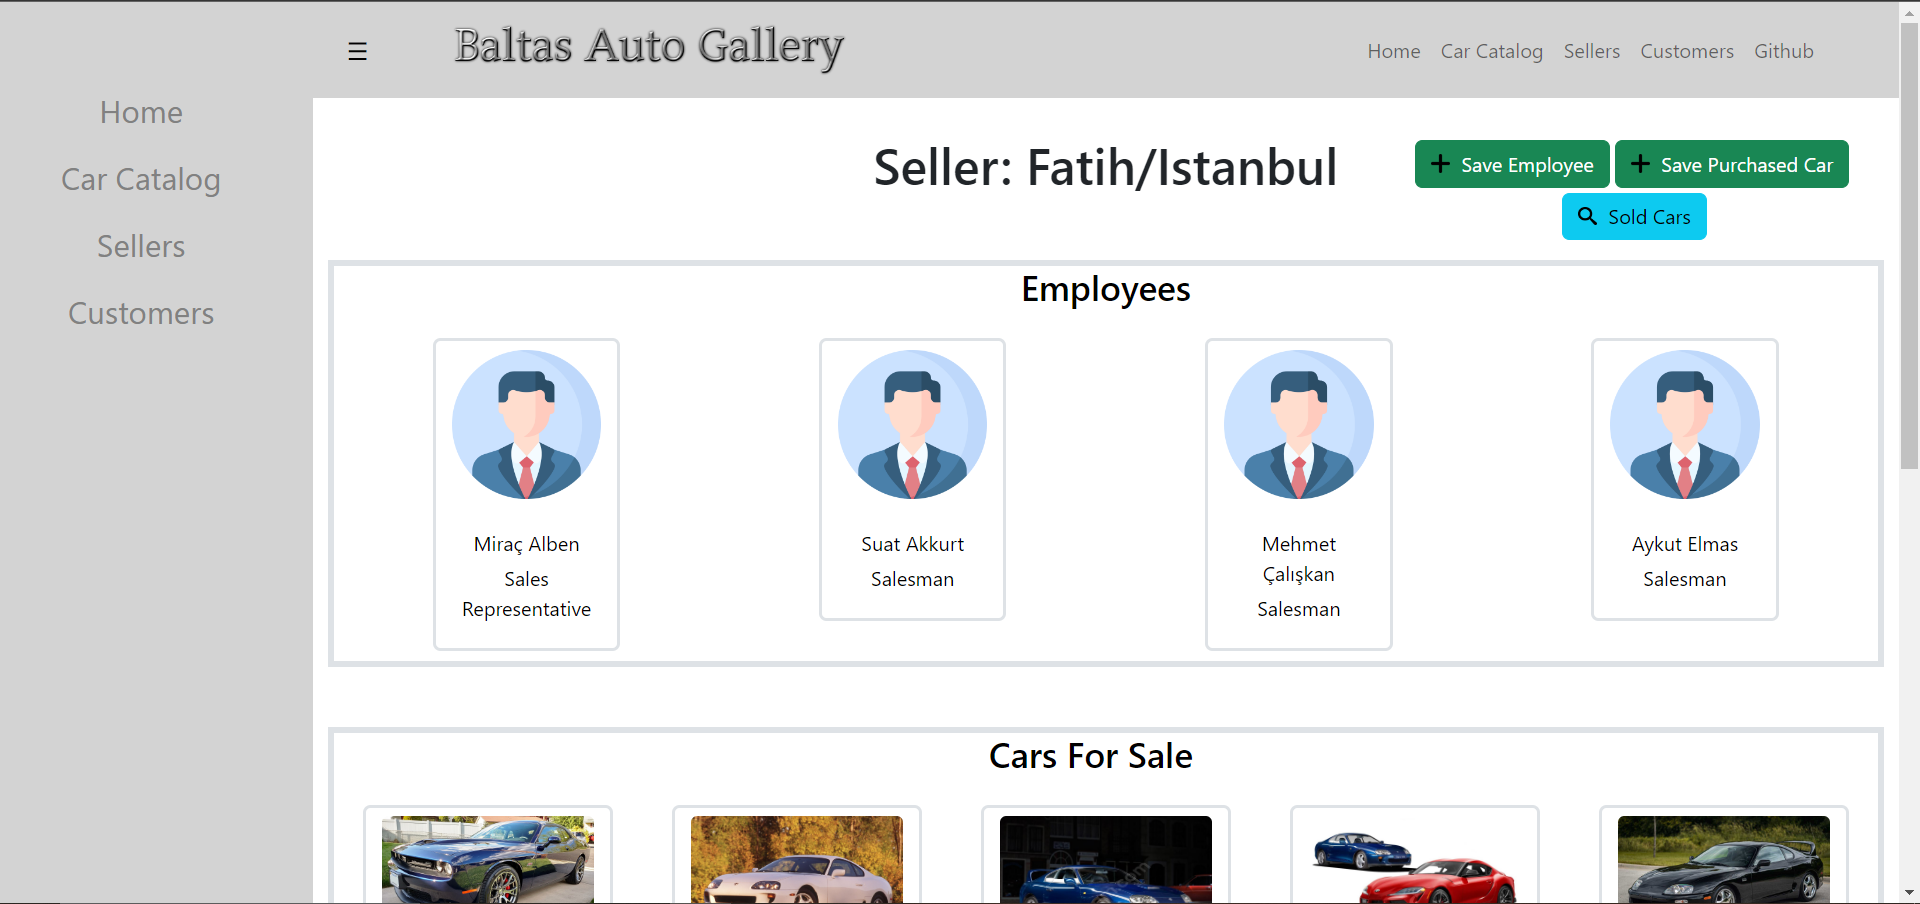 Baltas Auto Gallery
Home Car Catalog Sellers Customers Github
Home
Car Catalog
Sellers
Customers
Seller: Fatih/Istanbul
Save Employee
Save Purchased Car
Sold Cars
Employees
Miraç Alben
Sales
Representative
Suat Akkurt
Salesman
Mehmet
Çalışkan
Salesman
Aykut Elmas
Salesman
Cars For Sale